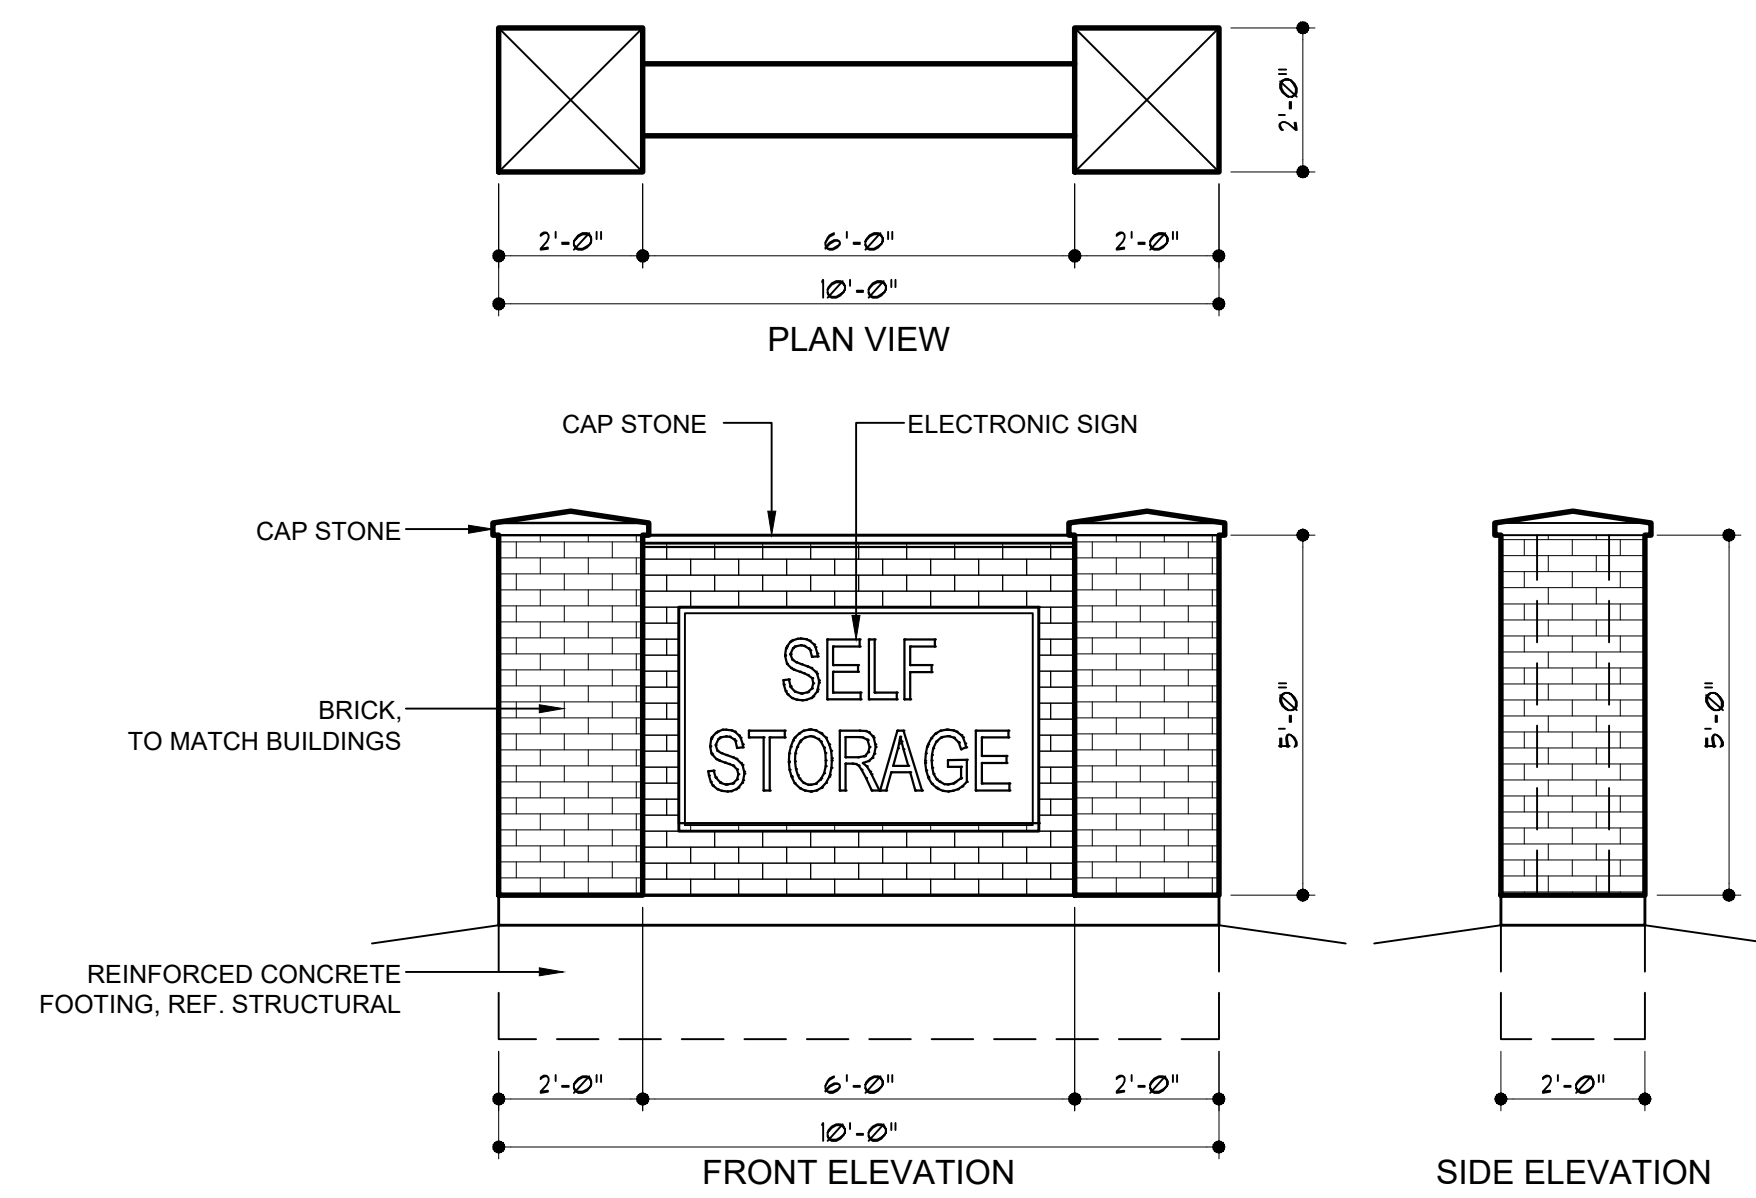 2'-0"
2'-0"
6'-0"
2'-0"
10'-0"
PLAN VIEW
CAP STONE
ELECTRONIC SIGN
CAP STONE
SELF
STORAGE
BRICK,
TO MATCH BUILDINGS
5'-0"
5'-0"
REINFORCED CONCRETE
FOOTING, REF. STRUCTURAL
2'-0"
6'-0"
2'-0"
2'-0"
10'-0"
FRONT ELEVATION
SIDE ELEVATION